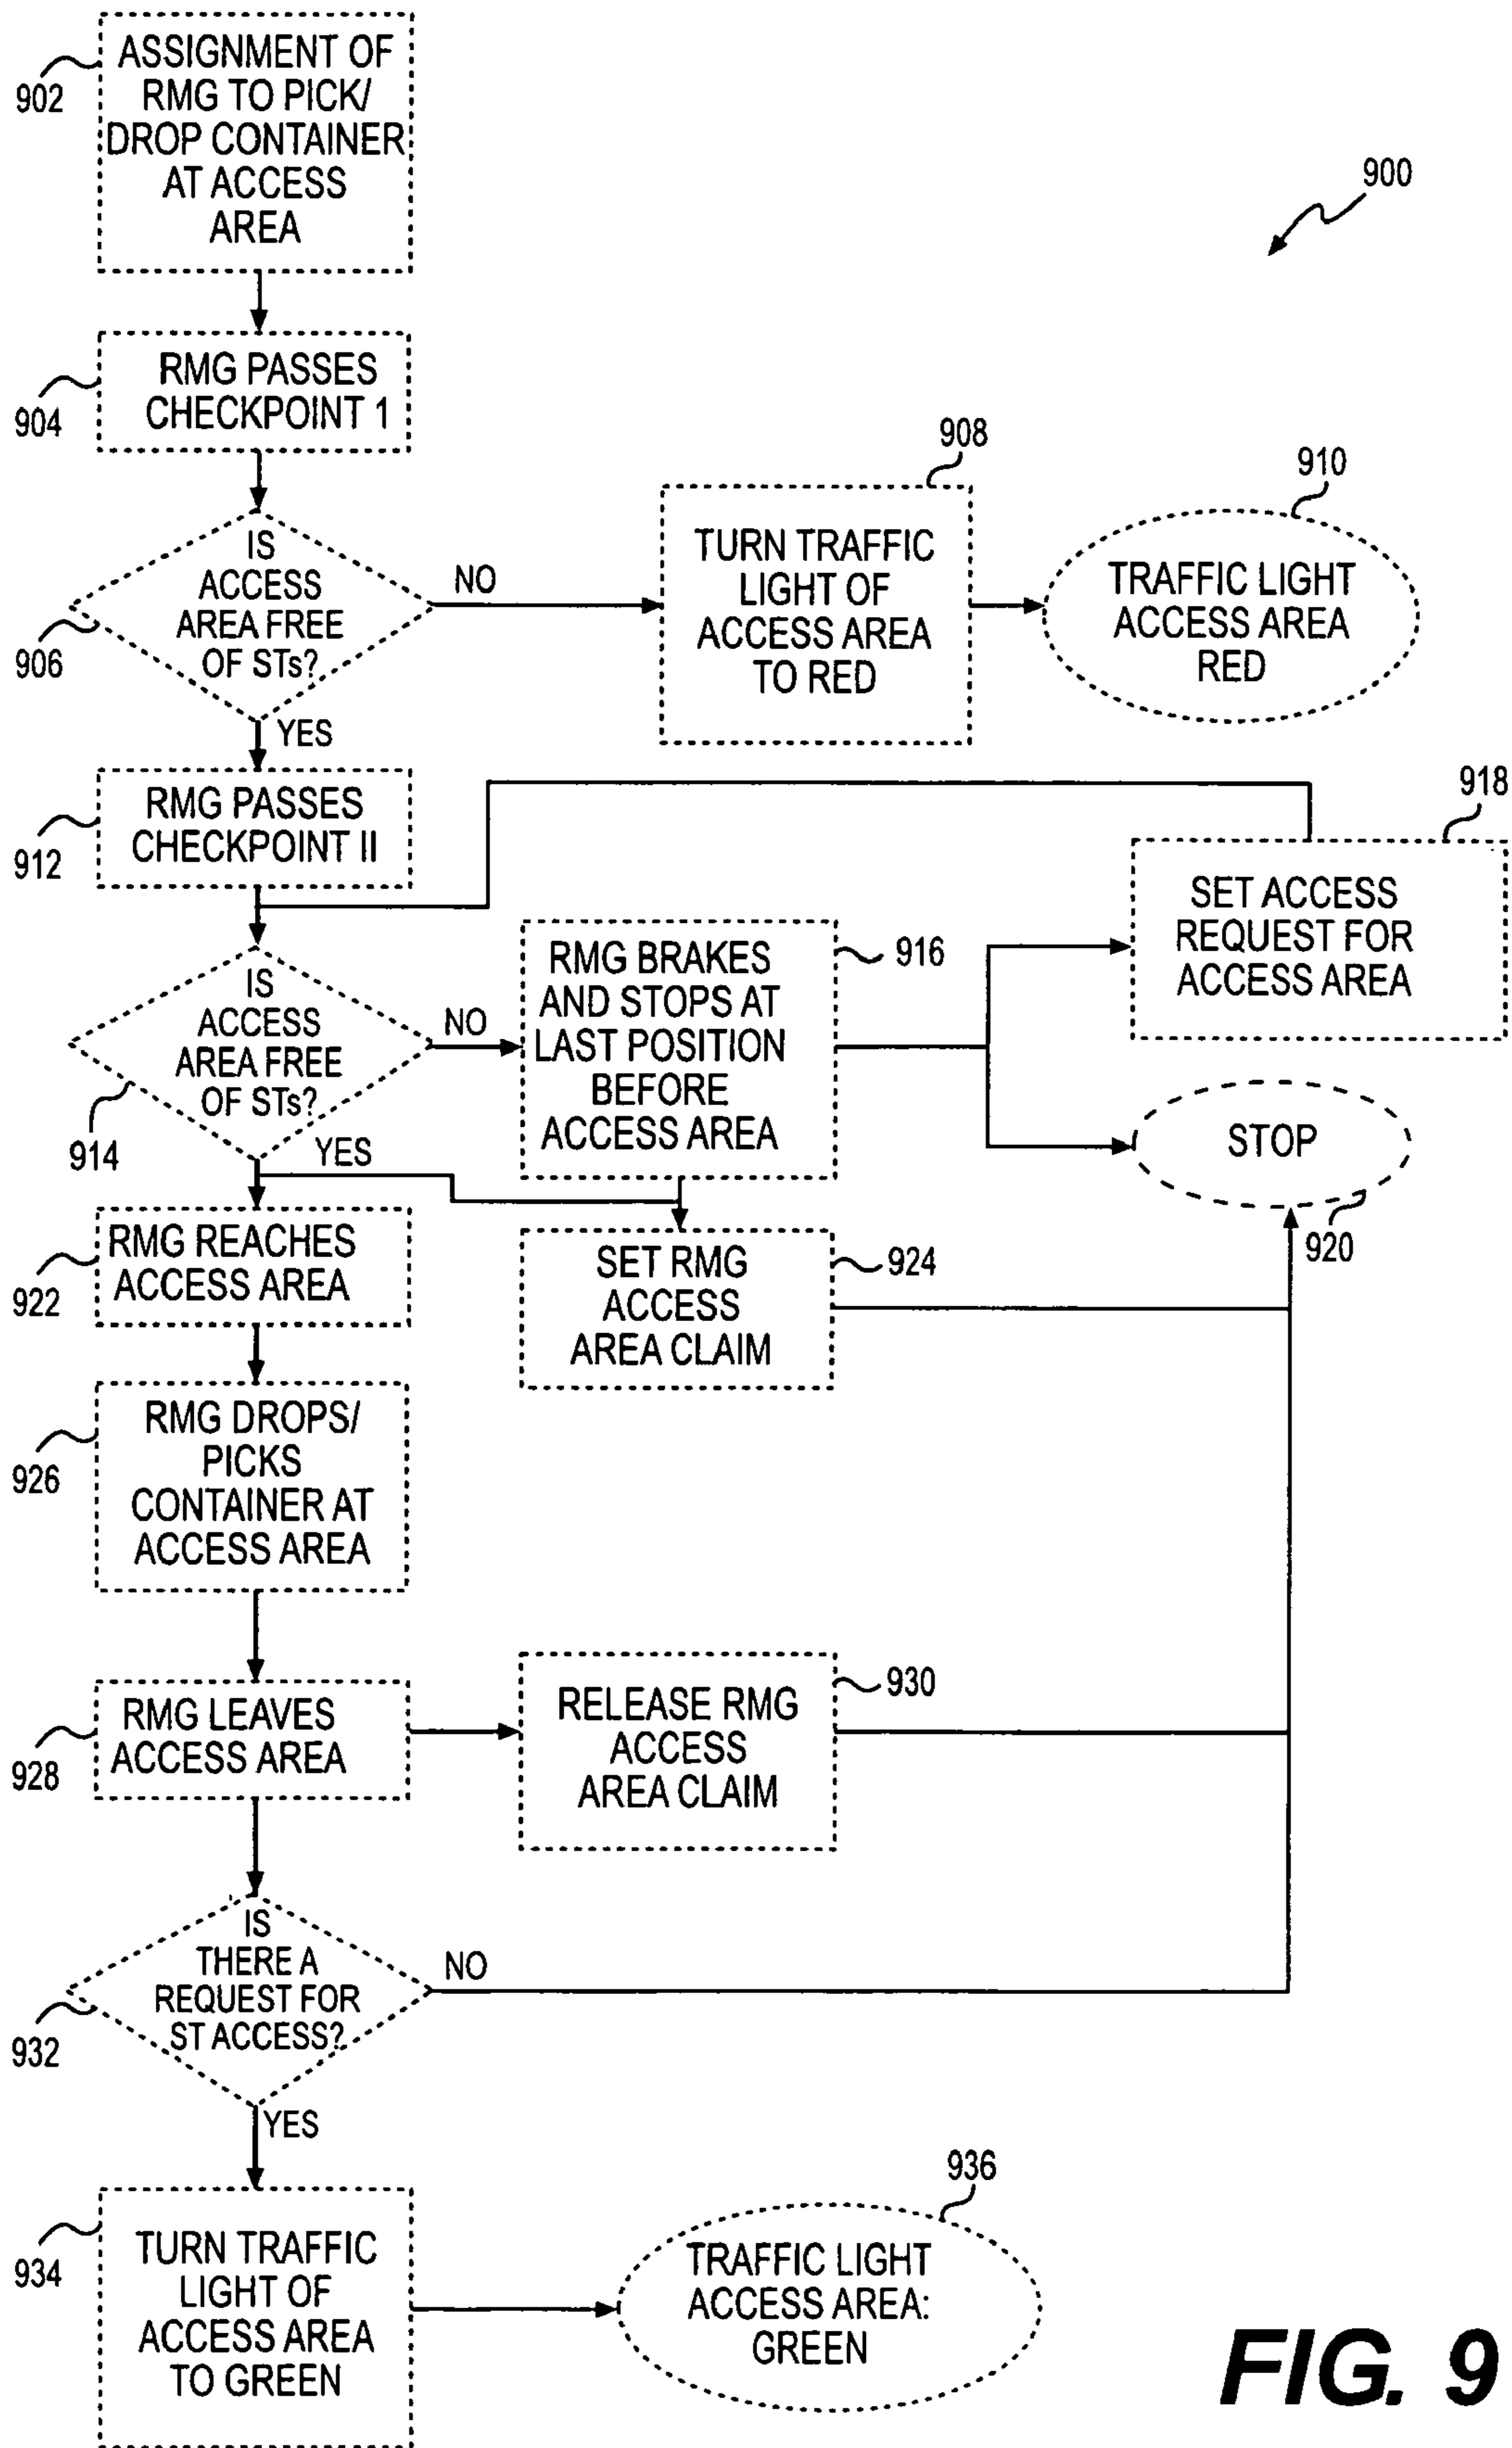 902
ASSIGNMENT OF
RMG TO PICK/
DROP CONTAINER
AT ACCESS
AREA
900
904
RMG PASSES
CHECKPOINT 1
906
IS
ACCESS
AREA FREE
OF STs?
NO
YES
908
TURN TRAFFIC
LIGHT OF
ACCESS AREA
TO RED
910
TRAFFIC LIGHT
ACCESS AREA
RED
912
RMG PASSES
CHECKPOINT II
914
IS
ACCESS
AREA FREE
OF STs?
NO
YES
916
RMG BRAKES
AND STOPS AT
LAST POSITION
BEFORE
ACCESS AREA
918
SET ACCESS
REQUEST FOR
ACCESS AREA
STOP
920
922
RMG REACHES
ACCESS AREA
924
SET RMG
ACCESS
AREA CLAIM
926
RMG DROPS/
PICKS
CONTAINER AT
ACCESS AREA
928
RMG LEAVES
ACCESS AREA
930
RELEASE RMG
ACCESS
AREA CLAIM
932
IS
THERE A
REQUEST FOR
ST ACCESS?
NO
YES
934
TURN TRAFFIC
LIGHT OF
ACCESS AREA
TO GREEN
936
TRAFFIC LIGHT
ACCESS AREA:
GREEN
FIG. 9